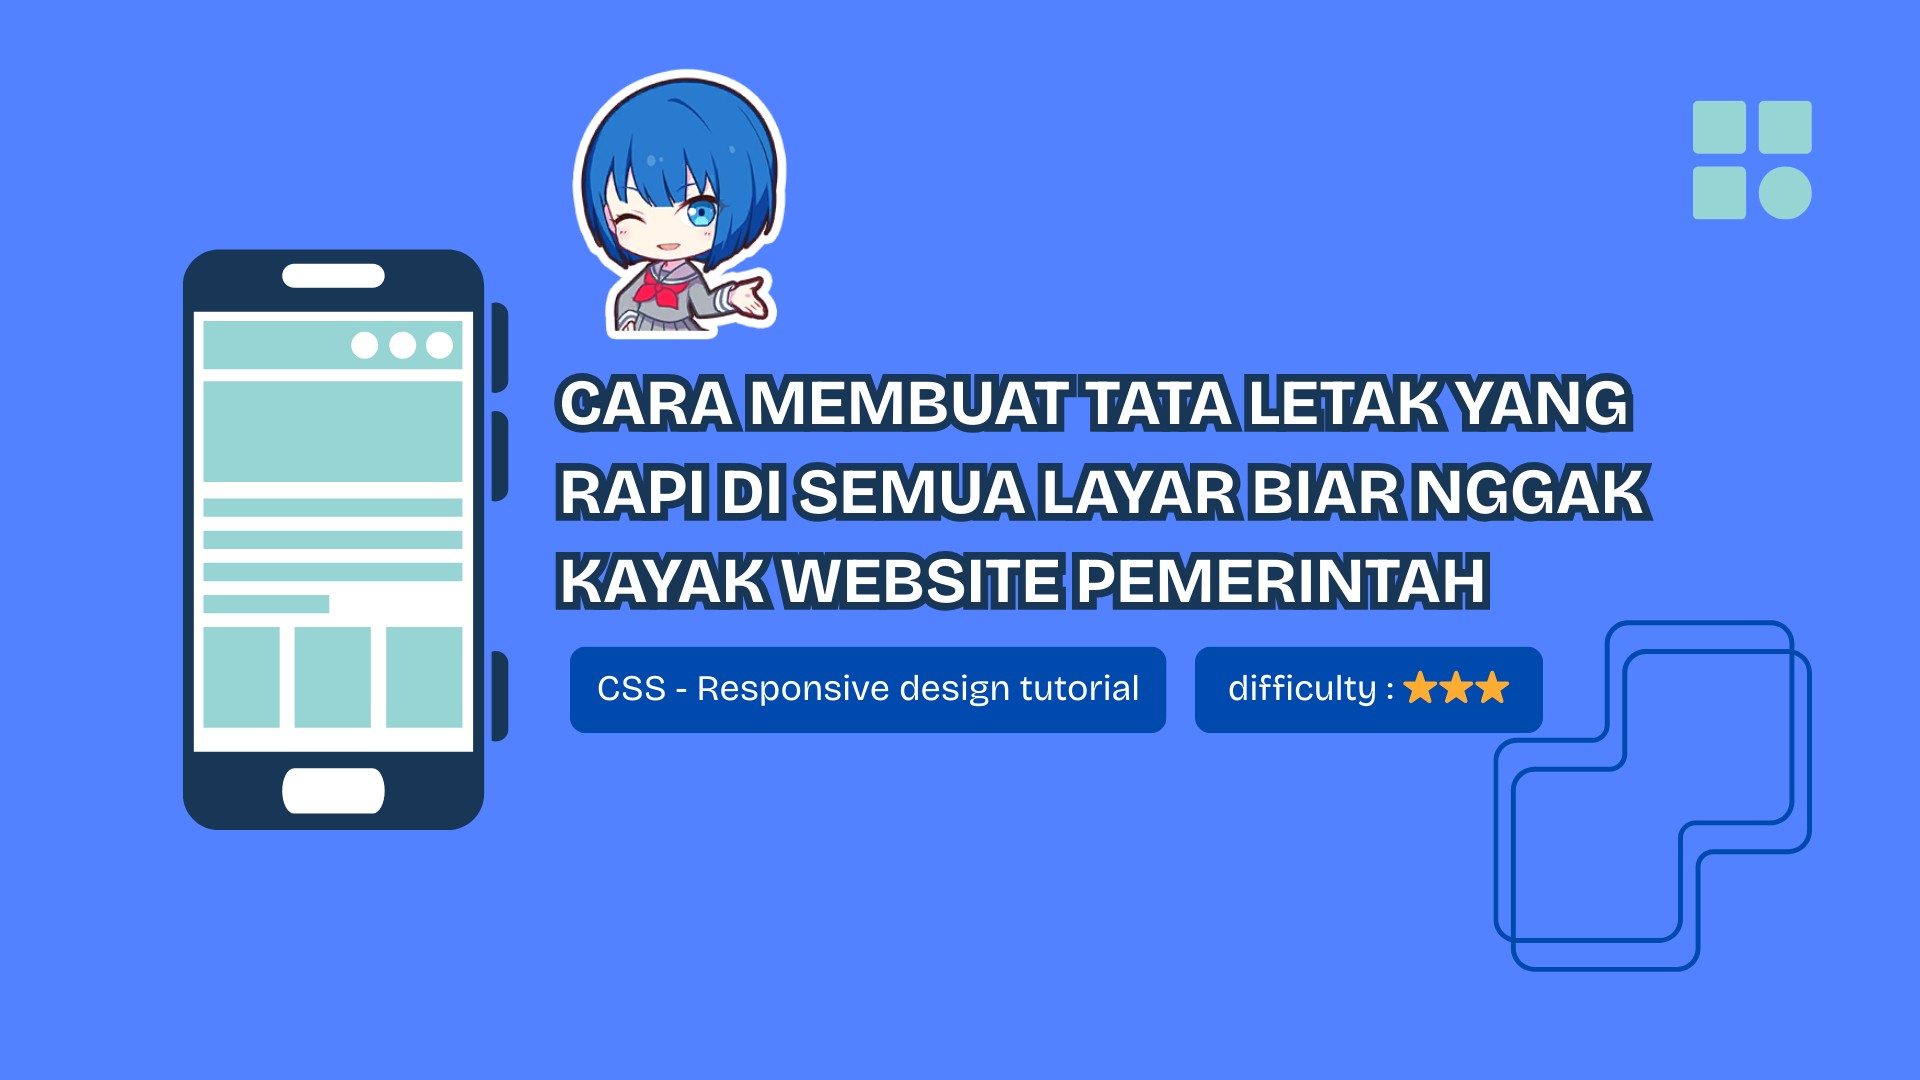 CARA MEMBUAT TATA LETAK YANG
RAPI DI SEMUA LAYAR BIAR NGGAK
KAYAK WEBSITE PEMERINTAH
CSS - Responsive design tutorial
difficulty : ⭐⭐⭐